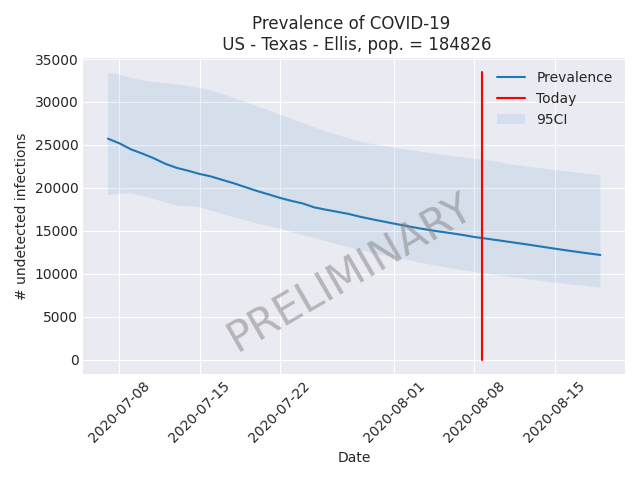 Prevalence of COVID-19
US - Texas - Ellis, pop. = 184826
35000
30000
25000
20000
15000
10000
5000
0
# undetected infections
Prevalence
Today
95CI
PRELIMINARY
2020-07-08
2020-07-15
2020-07-22
2020-08-01
2020-08-08
2020-08-15
Date